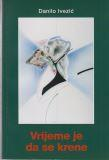 Danilo Ivezić
Vrijeme je
da se krene